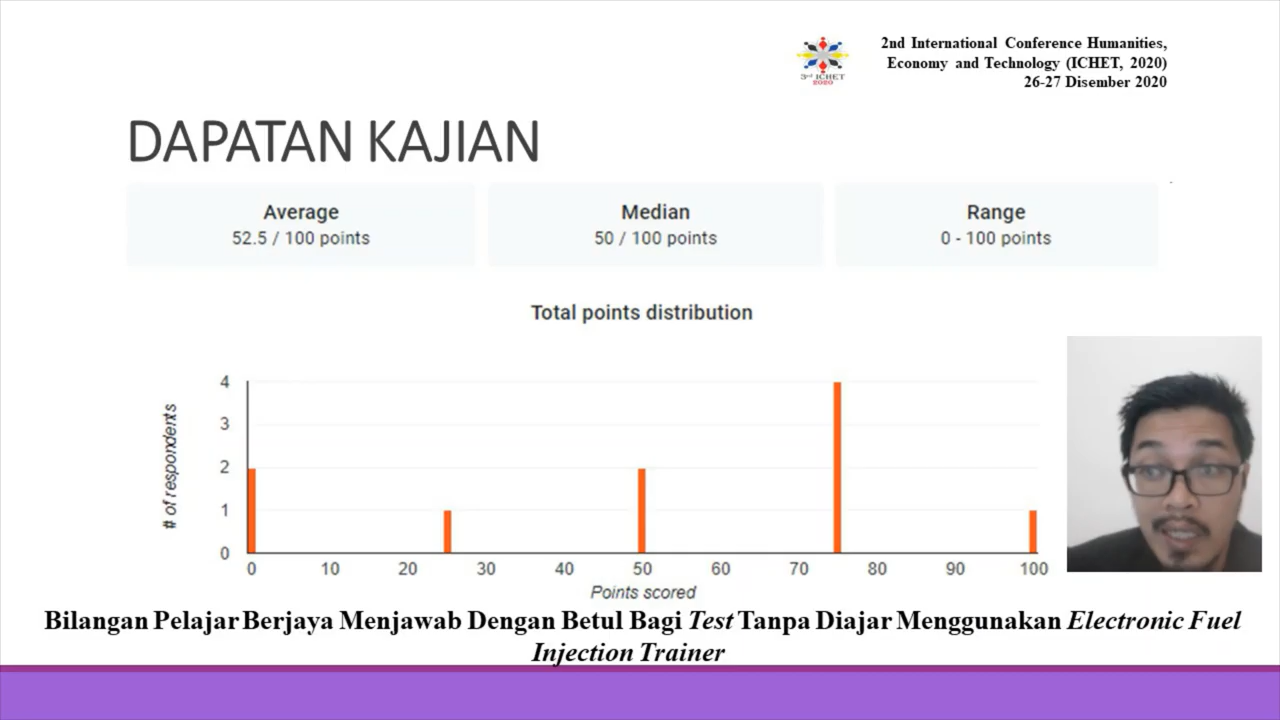 2nd International Conference Humanities,
Economy and Technology (ICHET, 2020)
26-27 Disember 2020
3rd ICHET
2020
DAPATAN KAJIAN
Average
52.5 / 100 points
Median
50 / 100 points
Range
0 - 100 points
Total points distribution
# of respondents
4
3
2
1
0
0 10 20 30 40 50 60 70 80 90 100
Points scored
Bilangan Pelajar Berjaya Menjawab Dengan Betul Bagi Test Tanpa Diajar Menggunakan Electronic Fuel
Injection Trainer